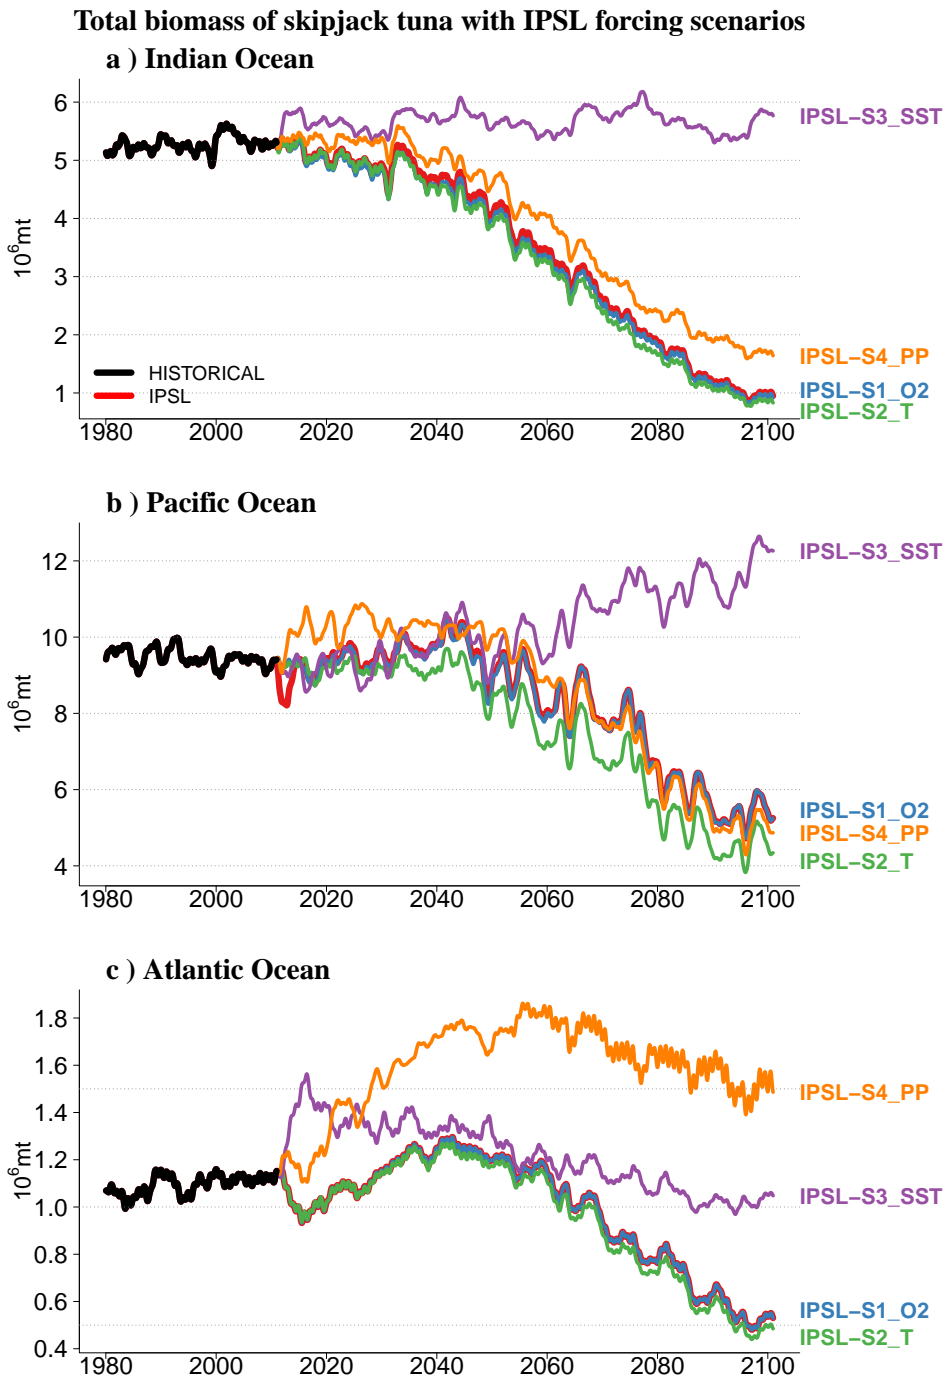 Total biomass of skipjack tuna with IPSL forcing scenarios
a ) Indian Ocean
6
5
4
3
2
1
10⁶mt
IPSL−S3_SST
IPSL−S4_PP
IPSL−S1_O2
IPSL−S2_T
HISTORICAL
IPSL
1980 2000 2020 2040 2060 2080 2100
b ) Pacific Ocean
12
10
8
6
4
10⁶mt
IPSL−S3_SST
IPSL−S1_O2
IPSL−S4_PP
IPSL−S2_T
1980 2000 2020 2040 2060 2080 2100
c ) Atlantic Ocean
1.8
1.6
1.4
1.2
1.0
0.8
0.6
0.4
10⁶mt
IPSL−S4_PP
IPSL−S3_SST
IPSL−S1_O2
IPSL−S2_T
1980 2000 2020 2040 2060 2080 2100